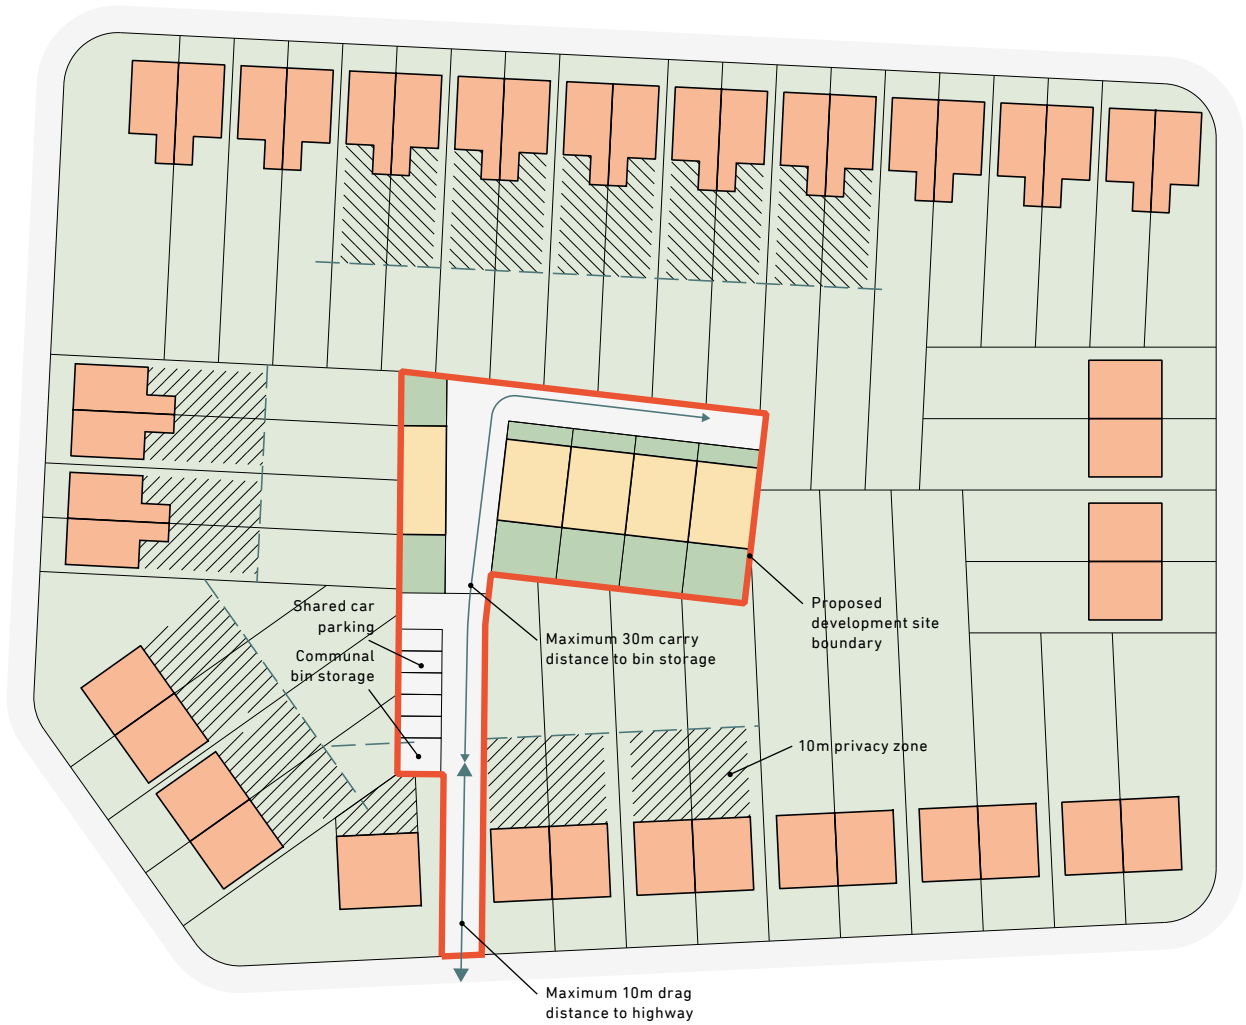 Shared car
parking
Communal
bin storage
Maximum 30m carry
distance to bin storage
Proposed
development site
boundary
10m privacy zone
Maximum 10m drag
distance to highway